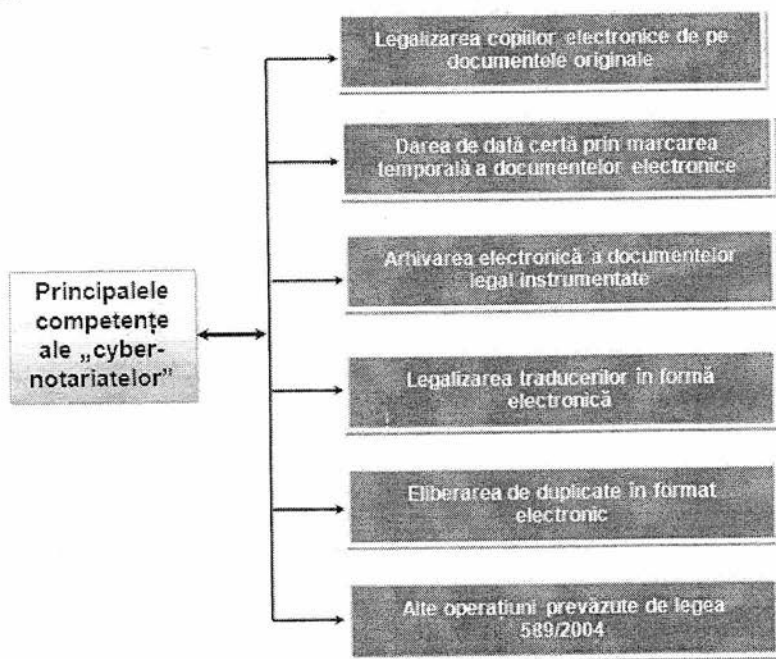 Principalele
competențe
ale „cyber-
notariatelor”
Legalizarea copiilor electronice de pe
documentele originale
Darea de dată certă prin marcarea
temporală a documentelor electronice
Arhivarea electronică a documentelor
legal instrumentate
Legalizarea traducerilor în formă
electronică
Eliberarea de duplicate în format
electronic
Alte operațiuni prevăzute de legea
589/2004